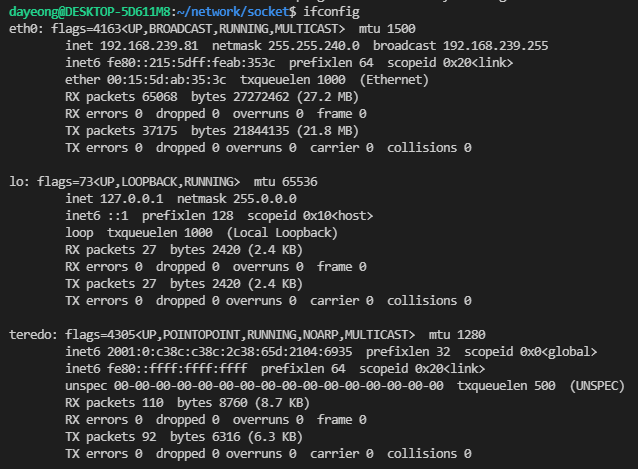 dayeong@DESKTOP-5D611M8:~/network/socket$ ifconfig
eth0: flags=4163<UP,BROADCAST,RUNNING,MULTICAST>  mtu 1500
        inet 192.168.239.81  netmask 255.255.240.0  broadcast 192.168.239.255
        inet6 fe80::215:5dff:feab:353c  prefixlen 64  scopeid 0x20<link>
        ether 00:15:5d:ab:35:3c  txqueuelen 1000  (Ethernet)
        RX packets 65068  bytes 27272462 (27.2 MB)
        RX errors 0  dropped 0  overruns 0  frame 0
        TX packets 37175  bytes 21844135 (21.8 MB)
        TX errors 0  dropped 0 overruns 0  carrier 0  collisions 0

lo: flags=73<UP,LOOPBACK,RUNNING>  mtu 65536
        inet 127.0.0.1  netmask 255.0.0.0
        inet6 ::1  prefixlen 128  scopeid 0x10<host>
        loop  txqueuelen 1000  (Local Loopback)
        RX packets 27  bytes 2420 (2.4 KB)
        RX errors 0  dropped 0  overruns 0  frame 0
        TX packets 27  bytes 2420 (2.4 KB)
        TX errors 0  dropped 0 overruns 0  carrier 0  collisions 0

teredo: flags=4305<UP,POINTOPOINT,RUNNING,NOARP,MULTICAST>  mtu 1280
        inet6 2001:0:c38c:c38c:2c38:65d:2104:6935  prefixlen 32  scopeid 0x0<global>
        inet6 fe80::ffff:ffff:ffff  prefixlen 64  scopeid 0x20<link>
        unspec 00-00-00-00-00-00-00-00-00-00-00-00-00-00-00-00  txqueuelen 500  (UNSPEC)
        RX packets 110  bytes 8760 (8.7 KB)
        RX errors 0  dropped 0  overruns 0  frame 0
        TX packets 92  bytes 6316 (6.3 KB)
        TX errors 0  dropped 0 overruns 0  carrier 0  collisions 0